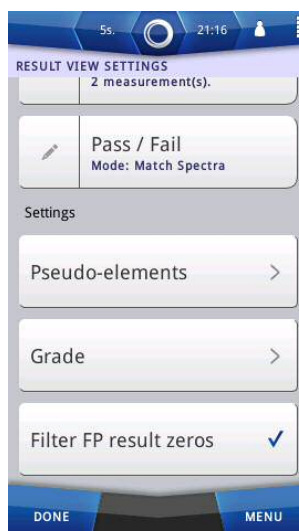 5s. 21:16
RESULT VIEW SETTINGS
2 measurement(s).
Pass / Fail
Mode: Match Spectra
Settings
Pseudo-elements
Grade
Filter FP result zeros
DONE MENU